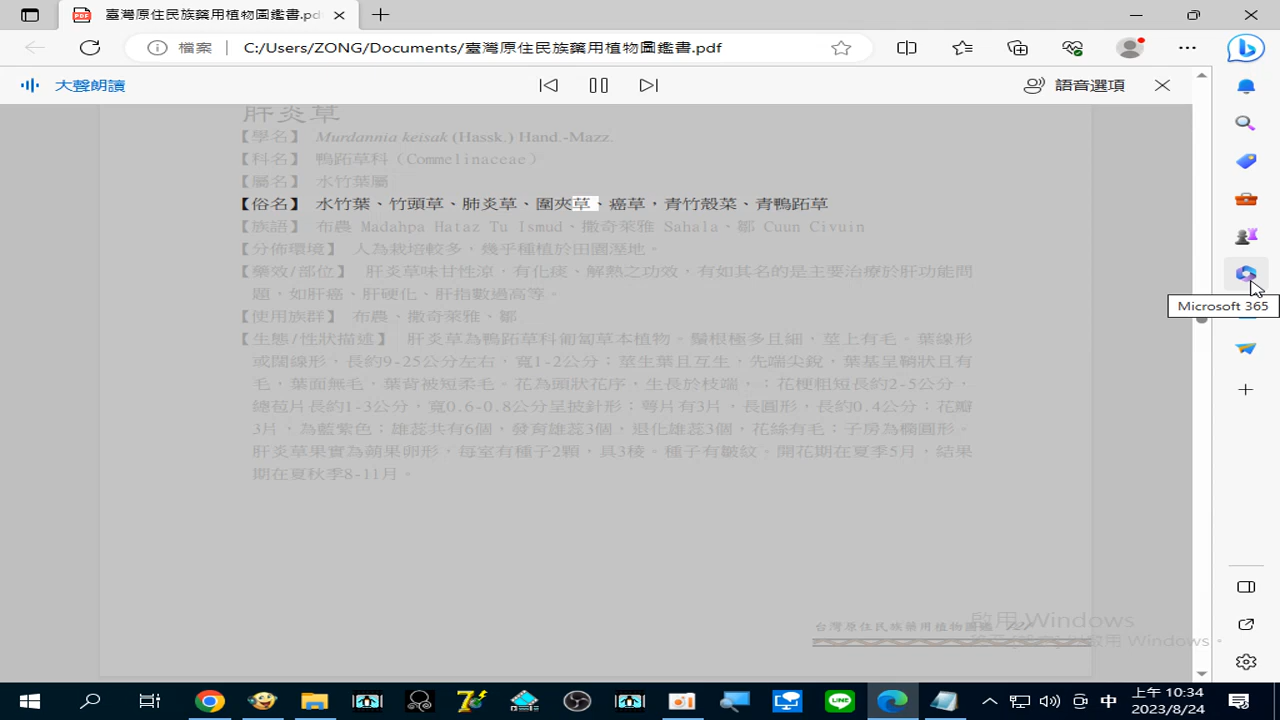 臺灣原住民族藥用植物圖鑑書.pdf
檔案
C:/Users/ZONG/Documents/臺灣原住民族藥用植物圖鑑書.pdf
大聲朗讀
語音選項
肝炎草
【學名】 Murdannia keisak (Hassk.) Hand.-Mazz.
【科名】 鴨跖草科（Commelinaceae）
【屬名】 水竹葉屬
【俗名】 水竹葉、竹頭草、肺炎草、圍夾草、癌草，青竹殼菜、青鴨跖草
【族語】 布農 Madahpa Hataz Tu Ismud、撒奇萊雅 Sahala、鄒 Cuun Civuin
【分佈環境】 人為栽培較多，幾乎種植於田園溼地。
【藥效/部位】 肝炎草味甘性涼，有化痰、解熱之功效，有如其名的是主要治療於肝功能問
題，如肝癌、肝硬化、肝指數過高等。
【使用族群】 布農、撒奇萊雅、鄒
【生態/性狀描述】 肝炎草為鴨跖草科匍匐草本植物。鬚根極多且細，莖上有毛。葉線形
或闊線形，長約9-25公分左右，寬1-2公分；莖生葉且互生，先端尖銳，葉基呈鞘狀且有
毛，葉面無毛，葉背被短柔毛。花為頭狀花序，生長於枝端，；花梗粗短長約2-5公分，
總苞片長約1-3公分，寬0.6-0.8公分呈披針形；萼片有3片，長圓形，長約0.4公分；花瓣
3片，為藍紫色；雄蕊共有6個，發育雄蕊3個，退化雄蕊3個，花絲有毛；子房為橢圓形。
肝炎草果實為蒴果卵形，每室有種子2顆，具3稜。種子有皺紋。開花期在夏季5月，結果
期在夏秋季8-11月。
Microsoft 365
台灣原住民族藥用植物圖鑑
啟用 Windows
啟用 Windows。
中
上午 10:34
2023/8/24